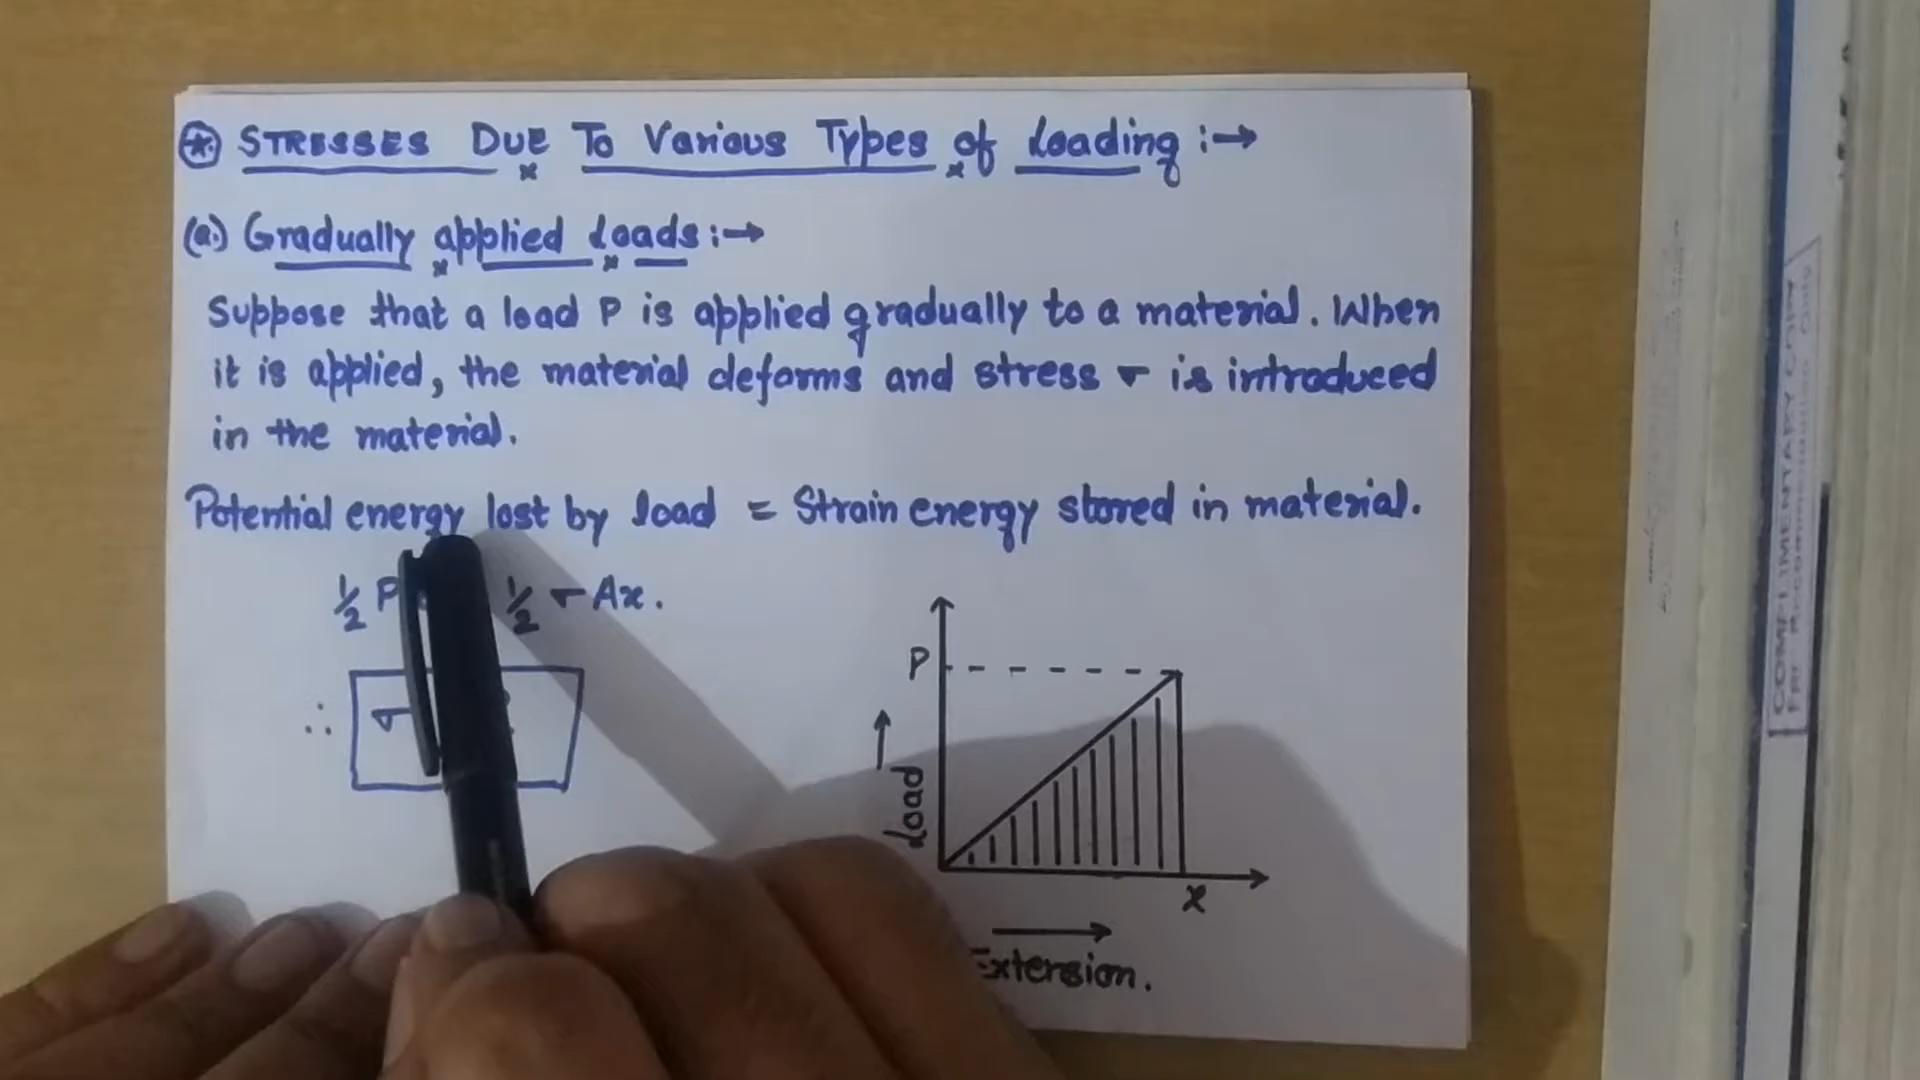 STRESSES DUE To Various Types of Loading :→
(a.) Gradually applied Loads :→
Suppose that a load P is applied gradually to a material. When
it is applied, the material deforms and stress σ is introduced
in the material.
Potential energy lost by load = Strain energy stored in material.
1/2 P 1/2 σ Ax.
∴ σ
P
Load
x
Extension.
COMPLIMENTARY COPY